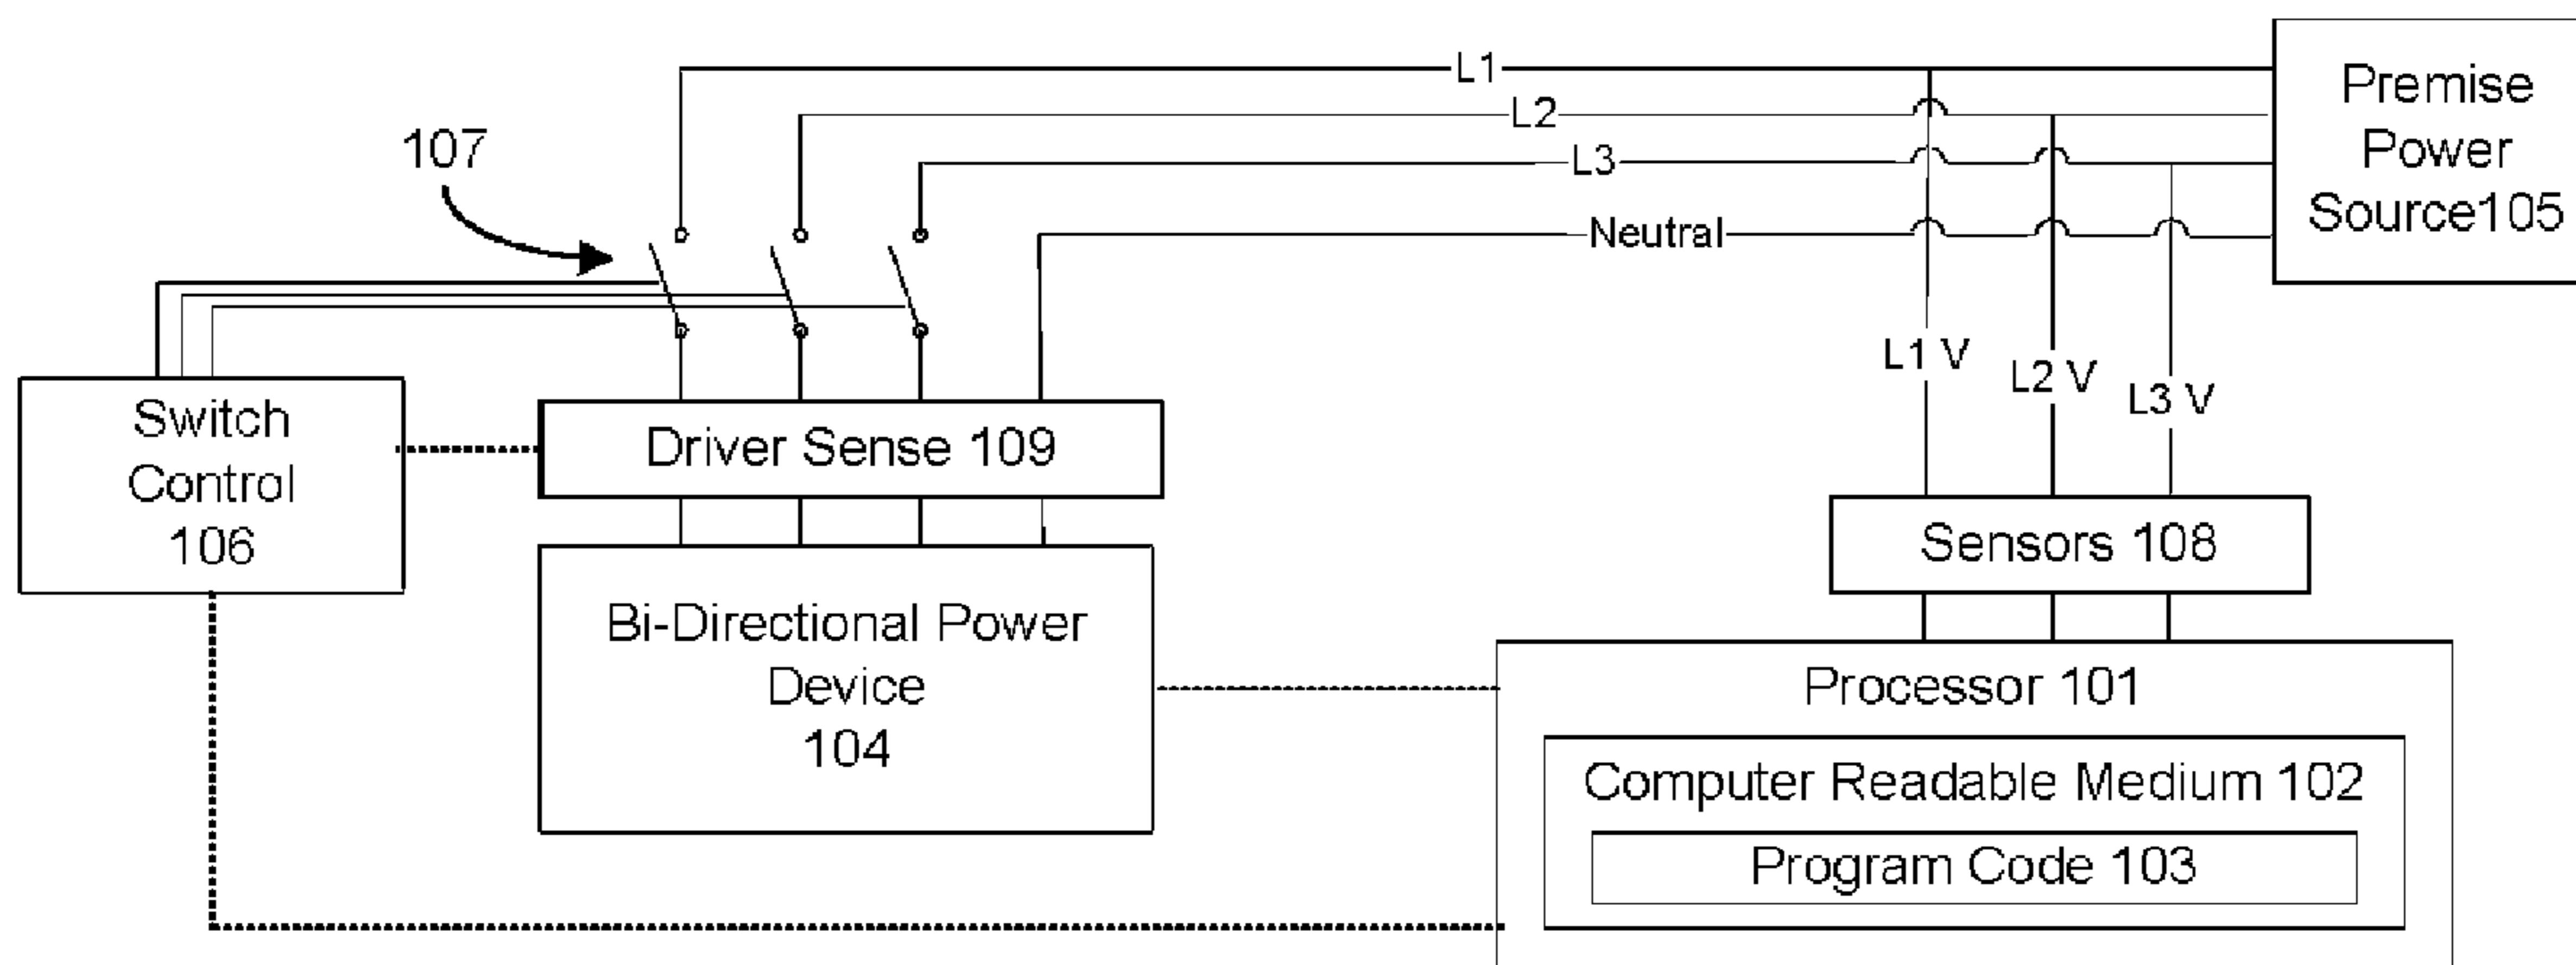 L1
L2
L3
Neutral
Premise
Power
Source105
107
L1 V
L2 V
L3 V
Switch
Control
106
Driver Sense 109
Sensors 108
Bi-Directional Power
Device
104
Processor 101
Computer Readable Medium 102
Program Code 103